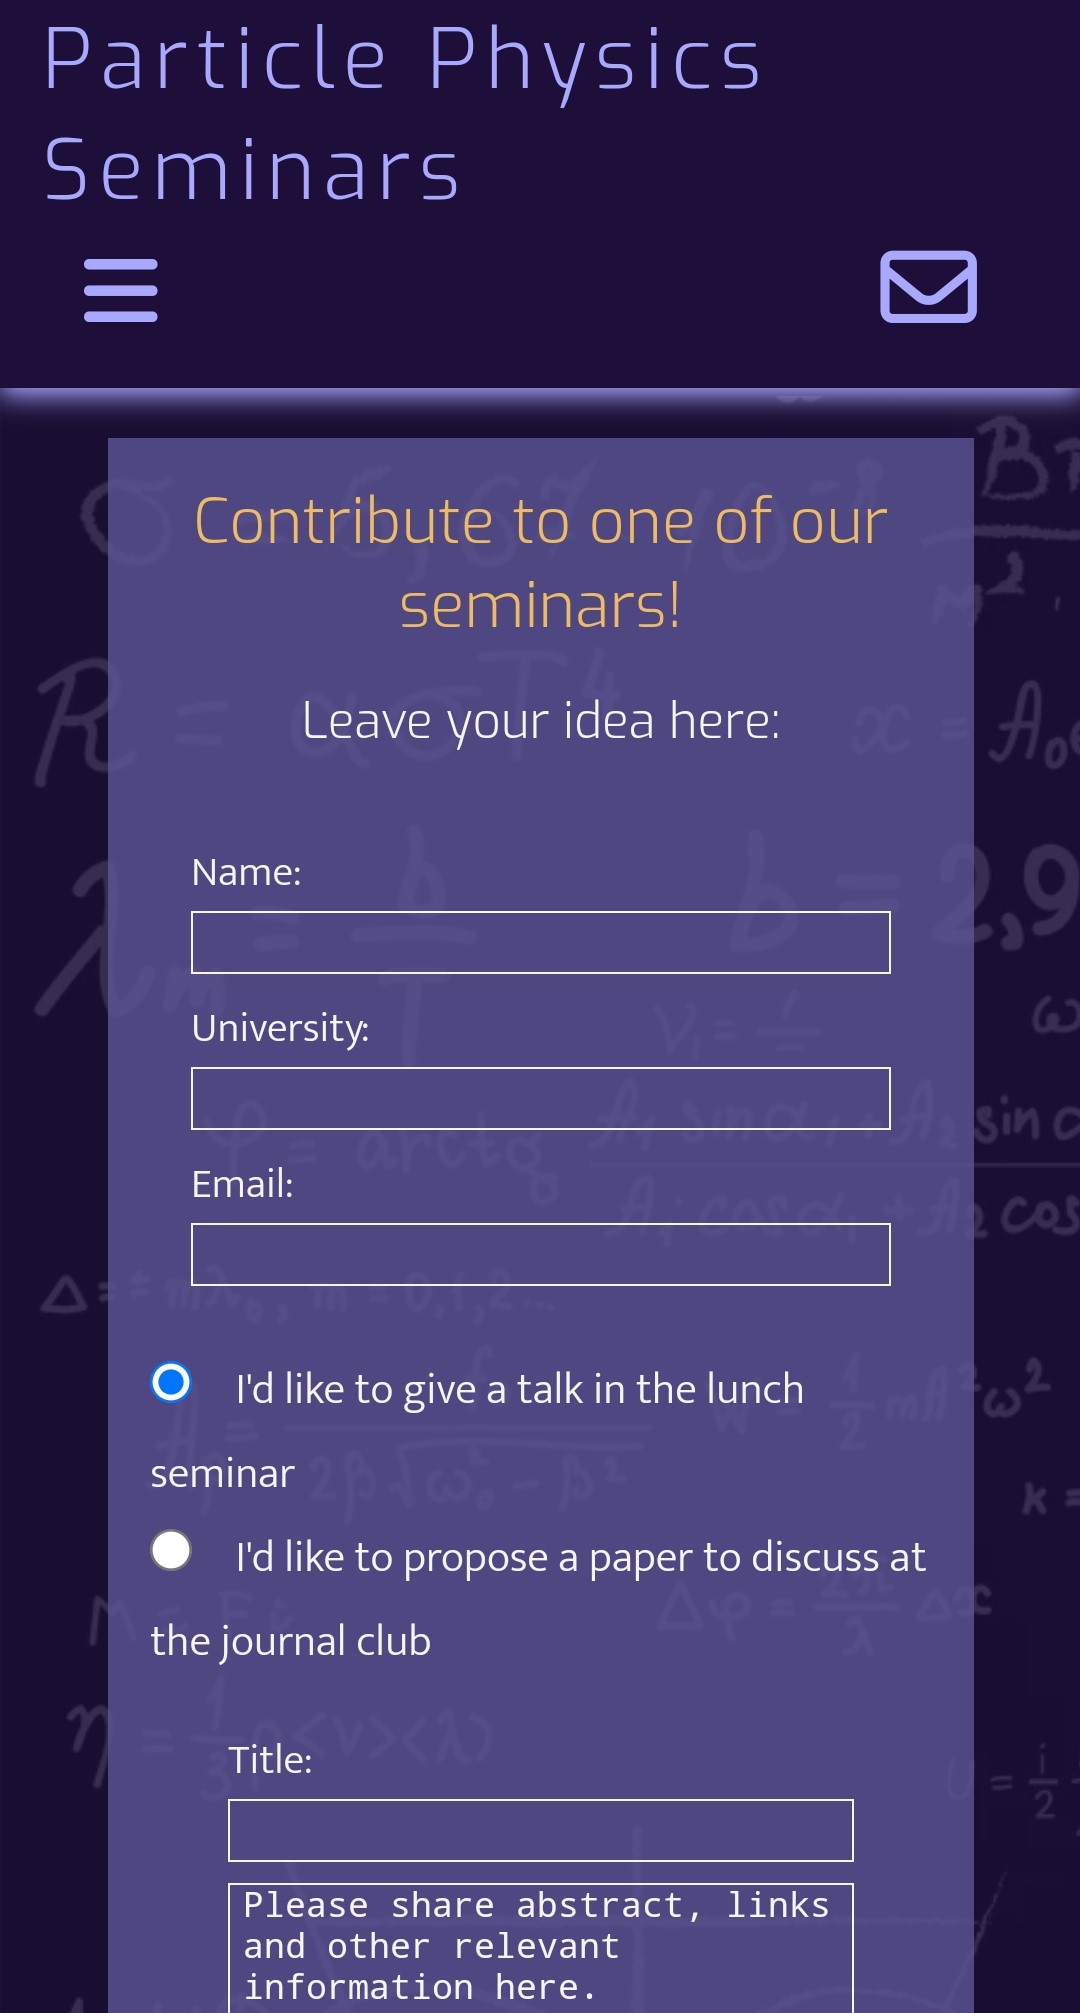 Particle Physics
Seminars
Contribute to one of our
seminars!
Leave your idea here:
Name:
University:
Email:
I'd like to give a talk in the lunch
seminar
I'd like to propose a paper to discuss at
the journal club
Title:
Please share abstract, links
and other relevant
information here.